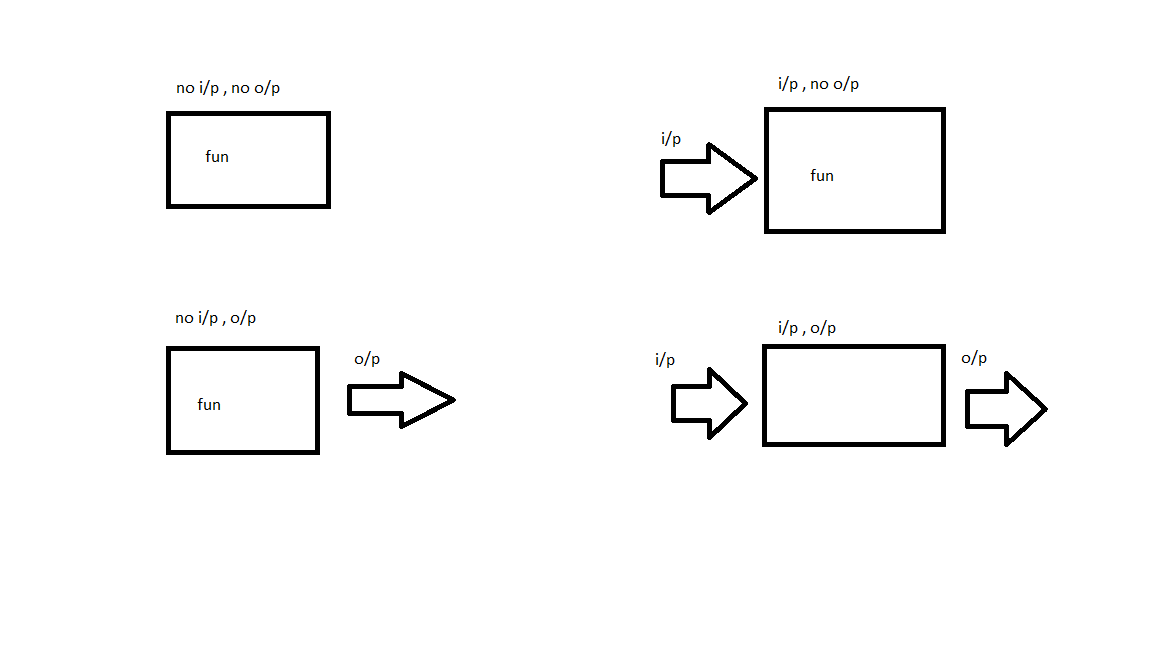 no i/p , no o/p
fun
i/p , no o/p
i/p
fun
no i/p , o/p
fun
o/p
i/p , o/p
i/p
o/p